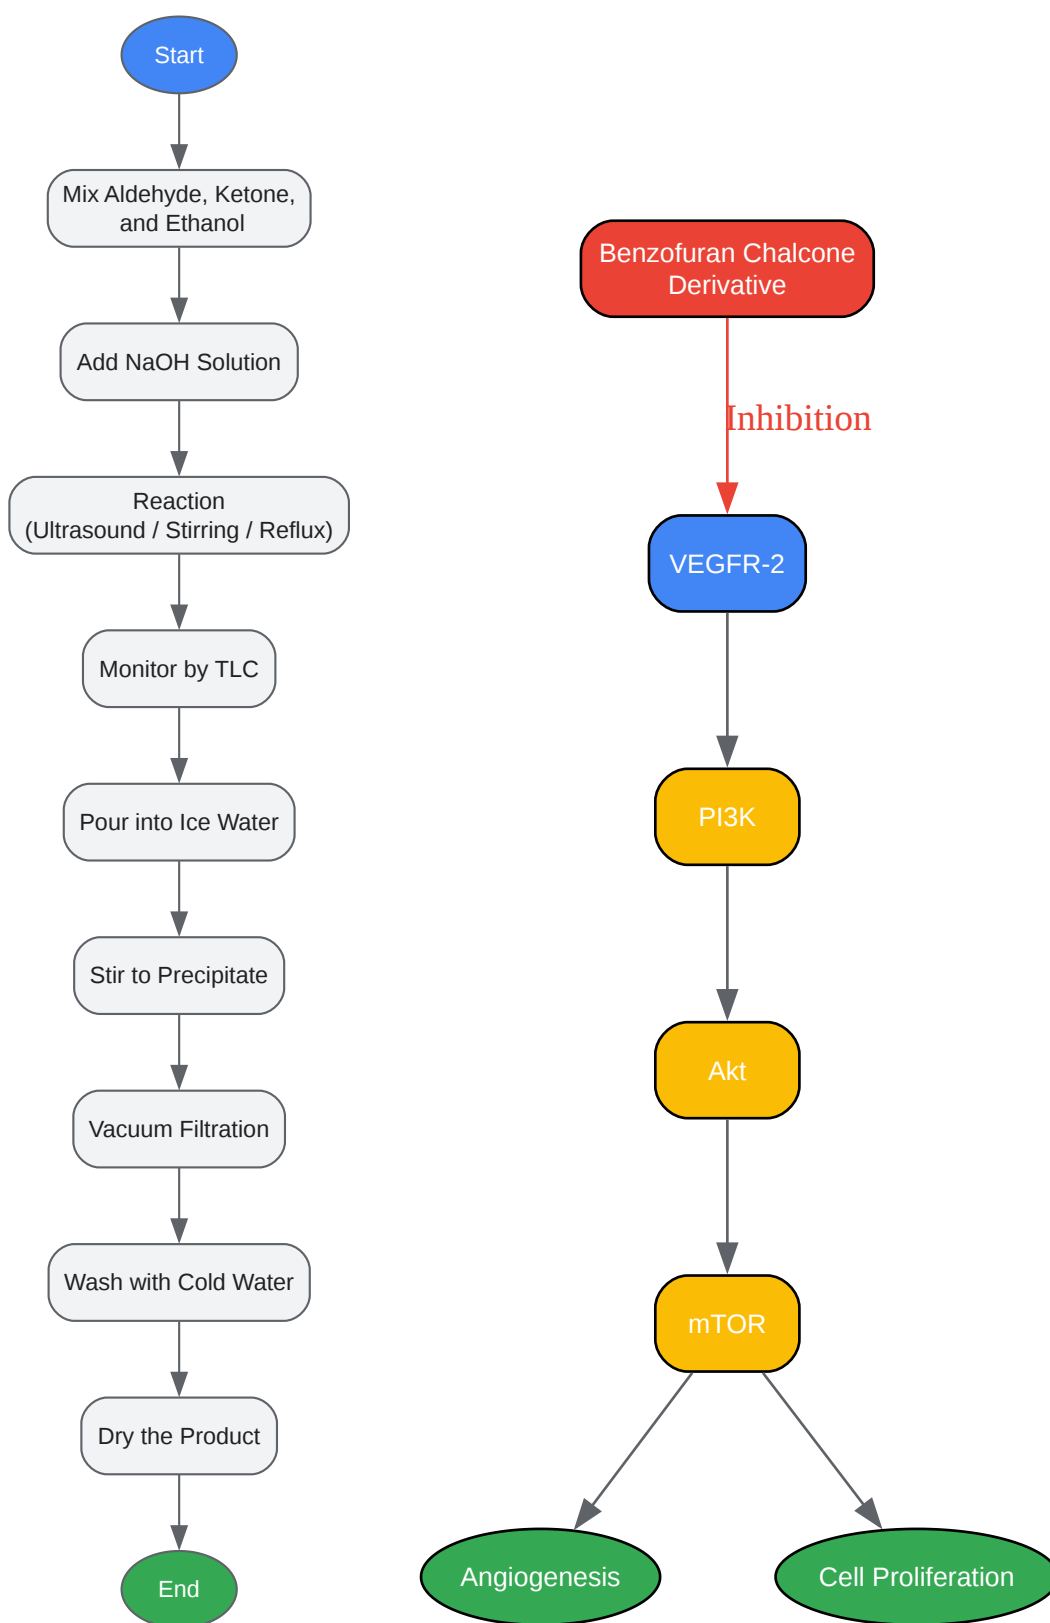 Start
Mix Aldehyde, Ketone,
and Ethanol
Add NaOH Solution
Reaction
(Ultrasound / Stirring / Reflux)
Monitor by TLC
Pour into Ice Water
Stir to Precipitate
Vacuum Filtration
Wash with Cold Water
Dry the Product
End
Benzofuran Chalcone
Derivative
Inhibition
VEGFR-2
PI3K
Akt
mTOR
Angiogenesis
Cell Proliferation